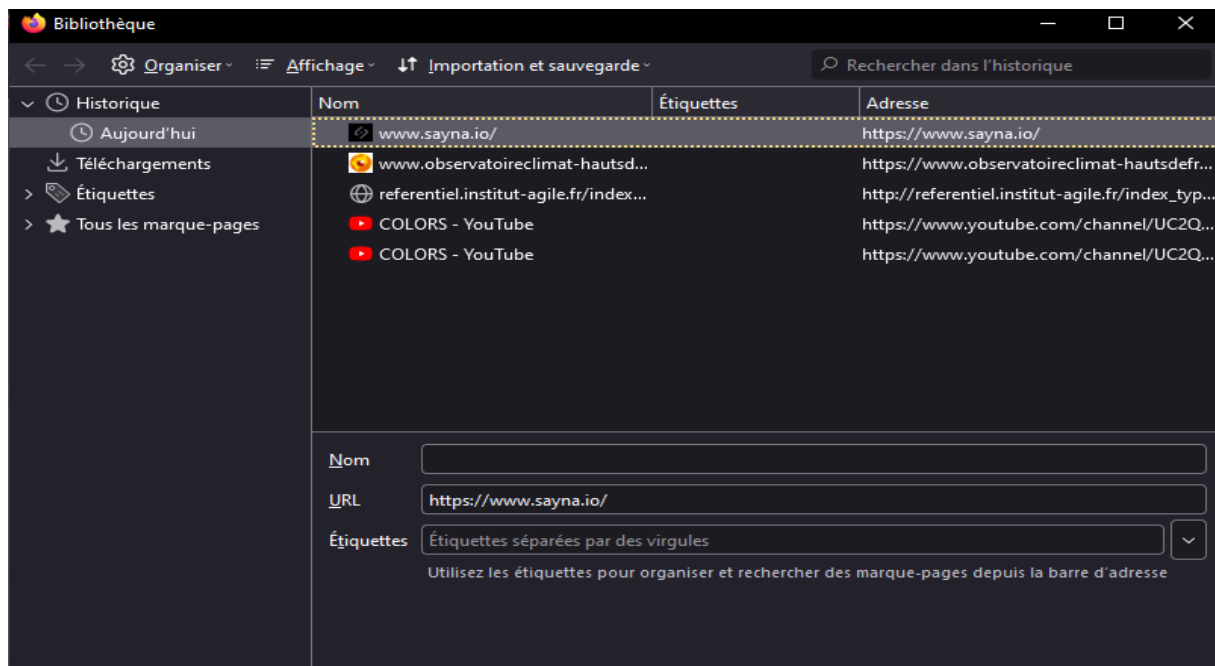 Bibliothèque
Organiser Affichage Importation et sauvegarde Rechercher dans l'historique
Historique Nom Étiquettes Adresse
Aujourd'hui www.sayna.io/ https://www.sayna.io/
Téléchargements www.observatoireclimat-hautsd... https://www.observatoireclimat-hautsdefr...
Étiquettes referentiel.institut-agile.fr/index... http://referentiel.institut-agile.fr/index_typ...
Tous les marque-pages COLORS - YouTube https://www.youtube.com/channel/UC2Q...
COLORS - YouTube https://www.youtube.com/channel/UC2Q...
Nom
URL https://www.sayna.io/
Étiquettes Étiquettes séparées par des virgules
Utilisez les étiquettes pour organiser et rechercher des marque-pages depuis la barre d'adresse